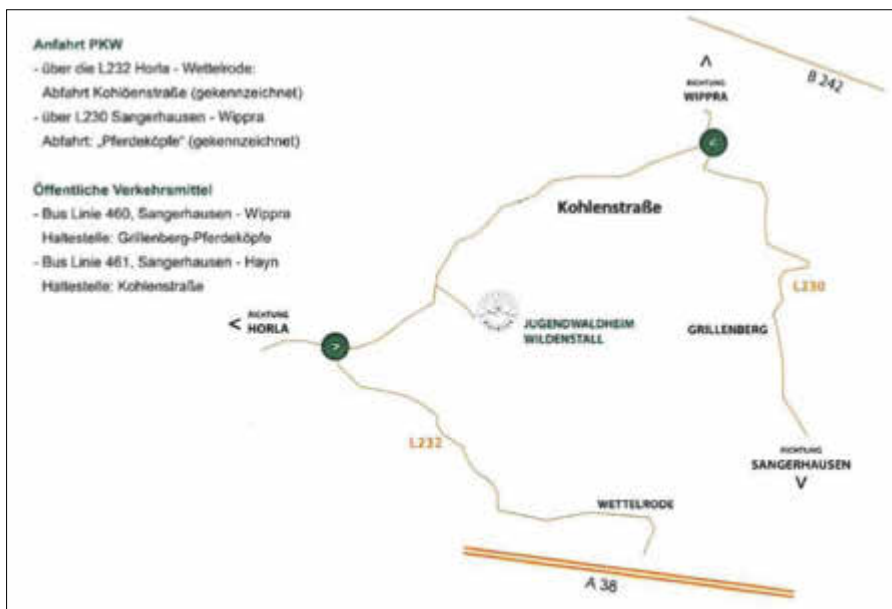 Anfahrt PKW
- über die L232 Horla - Wettelrode:
Abfahrt Kohlöenstraße (gekennzeichnet)
- über L230 Sangerhausen - Wippra
Abfahrt: „Pferdeköpfe“ (gekennzeichnet)
Öffentliche Verkehrsmittel
- Bus Linie 460, Sangerhausen - Wippra
Haltestelle: Grillenberg-Pferdeköpfe
- Bus Linie 461, Sangerhausen - Hayn
Haltestelle: Kohlenstraße
RICHTUNG
WIPPRA
B 242
Kohlenstraße
L230
RICHTUNG
HORLA
JUGENDWALDHEIM
WILDENSTALL
GRILLENBERG
L232
RICHTUNG
SANGERHAUSEN
WETTELRODE
A 38